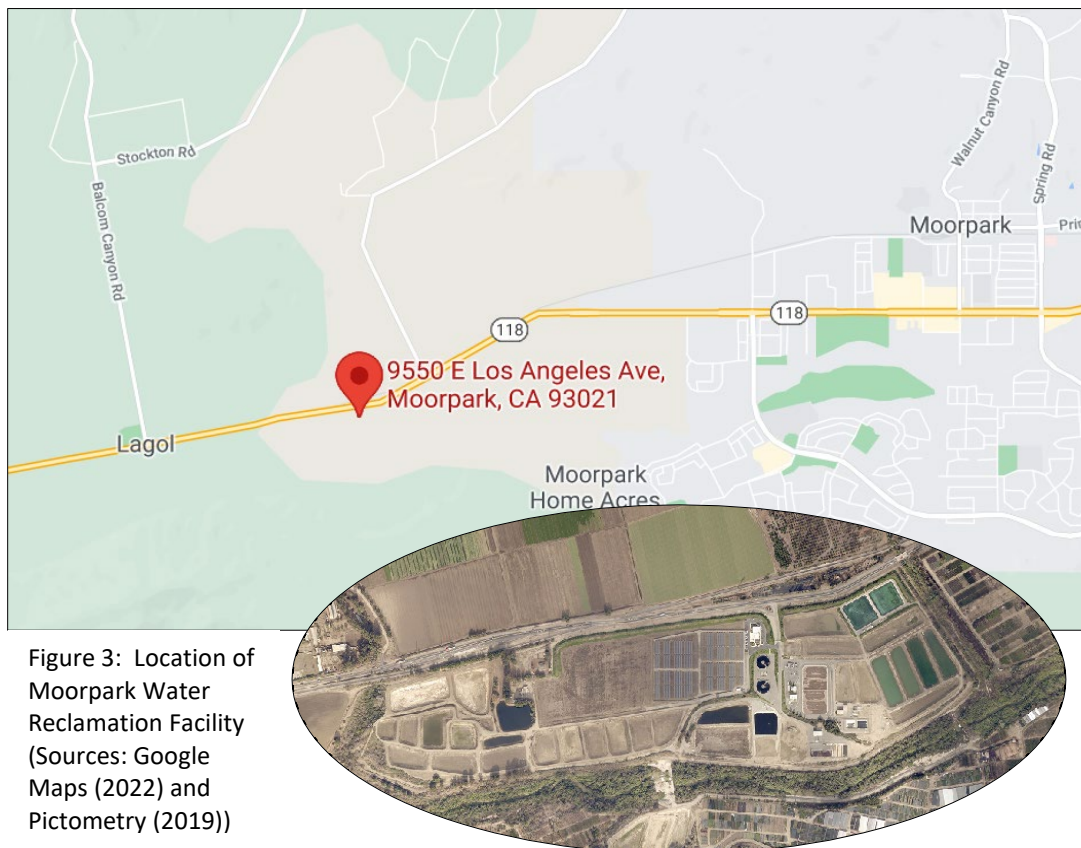 Walnut Canyon Rd
Spring Rd
Stockton Rd
Balcom Canyon Rd
Moorpark
118
118
9550 E Los Angeles Ave,
Moorpark, CA 93021
Lagol
Moorpark
Home Acres
Figure 3:  Location of
Moorpark Water
Reclamation Facility
(Sources: Google
Maps (2022) and
Pictometry (2019))